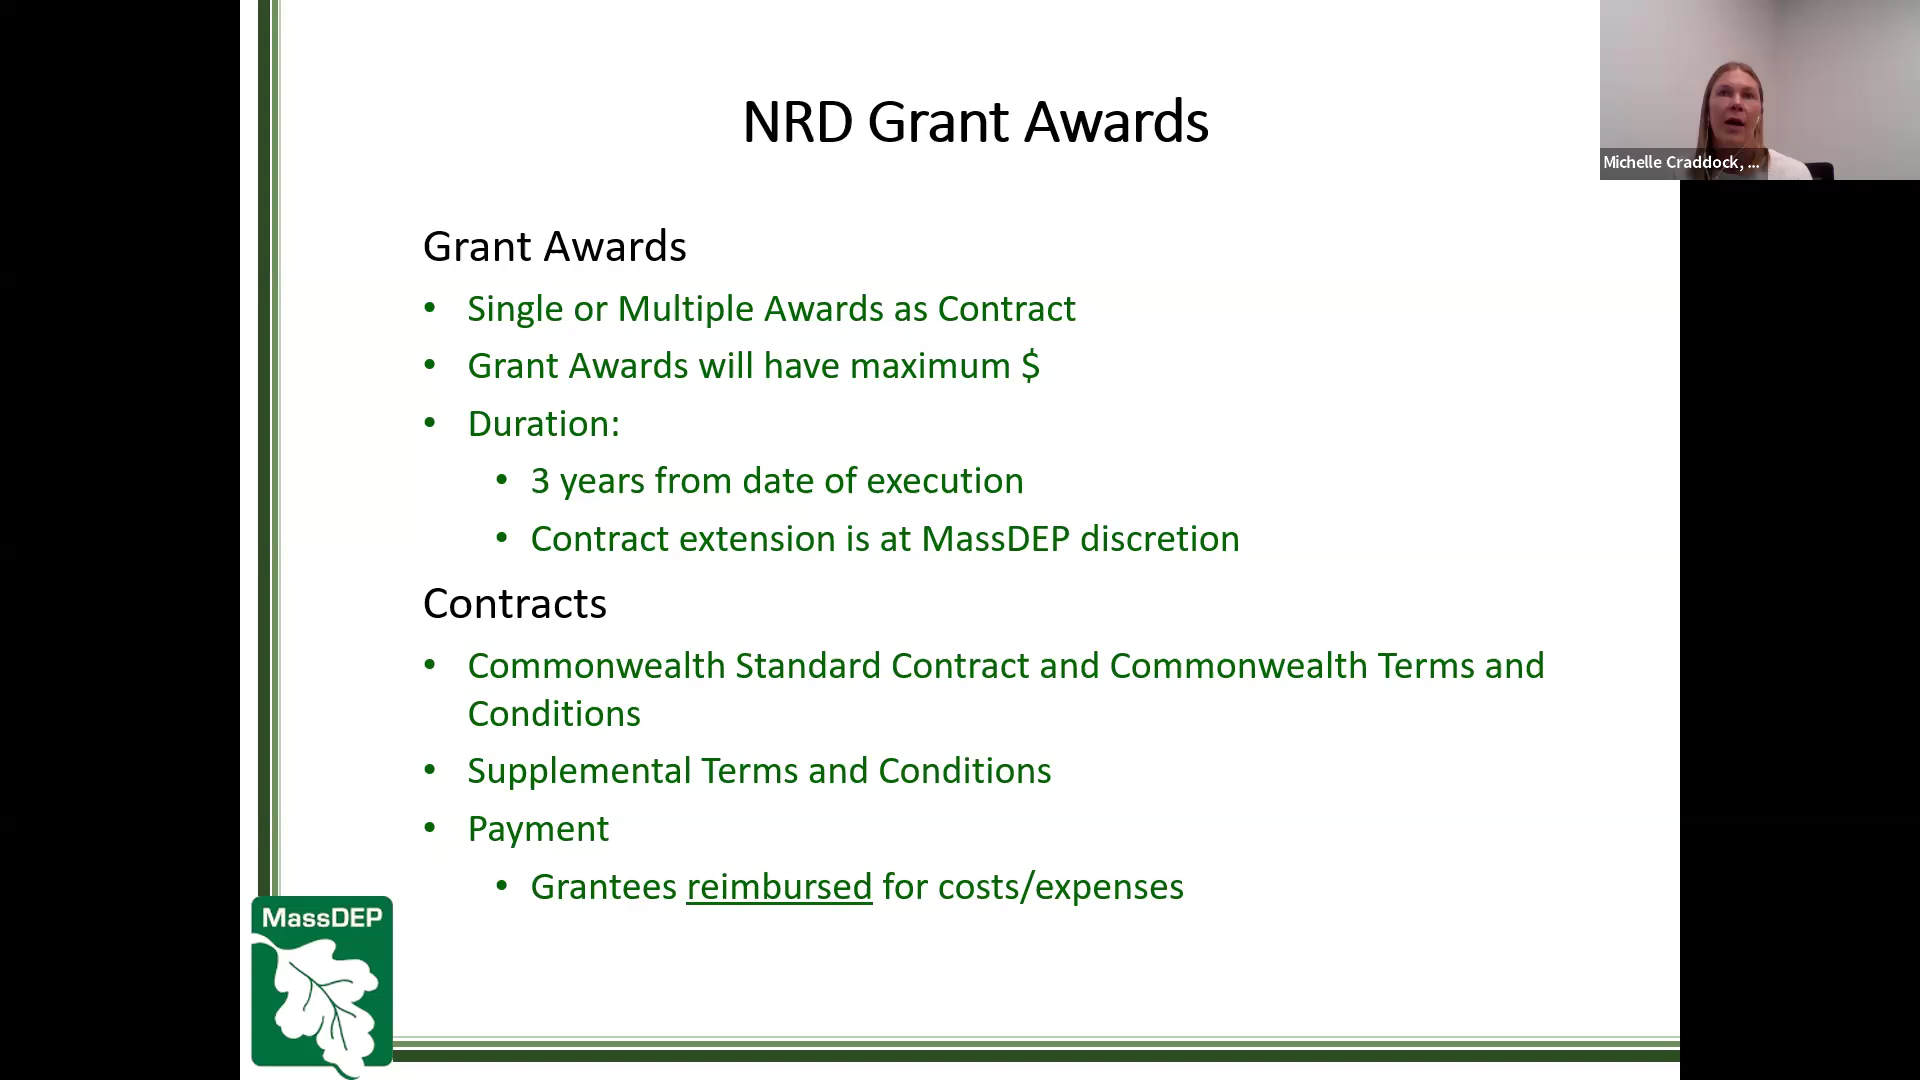 NRD Grant Awards
Michelle Craddock, ...
Grant Awards
• Single or Multiple Awards as Contract
• Grant Awards will have maximum $
• Duration:
• 3 years from date of execution
• Contract extension is at MassDEP discretion
Contracts
• Commonwealth Standard Contract and Commonwealth Terms and
Conditions
• Supplemental Terms and Conditions
• Payment
• Grantees reimbursed for costs/expenses
MassDEP